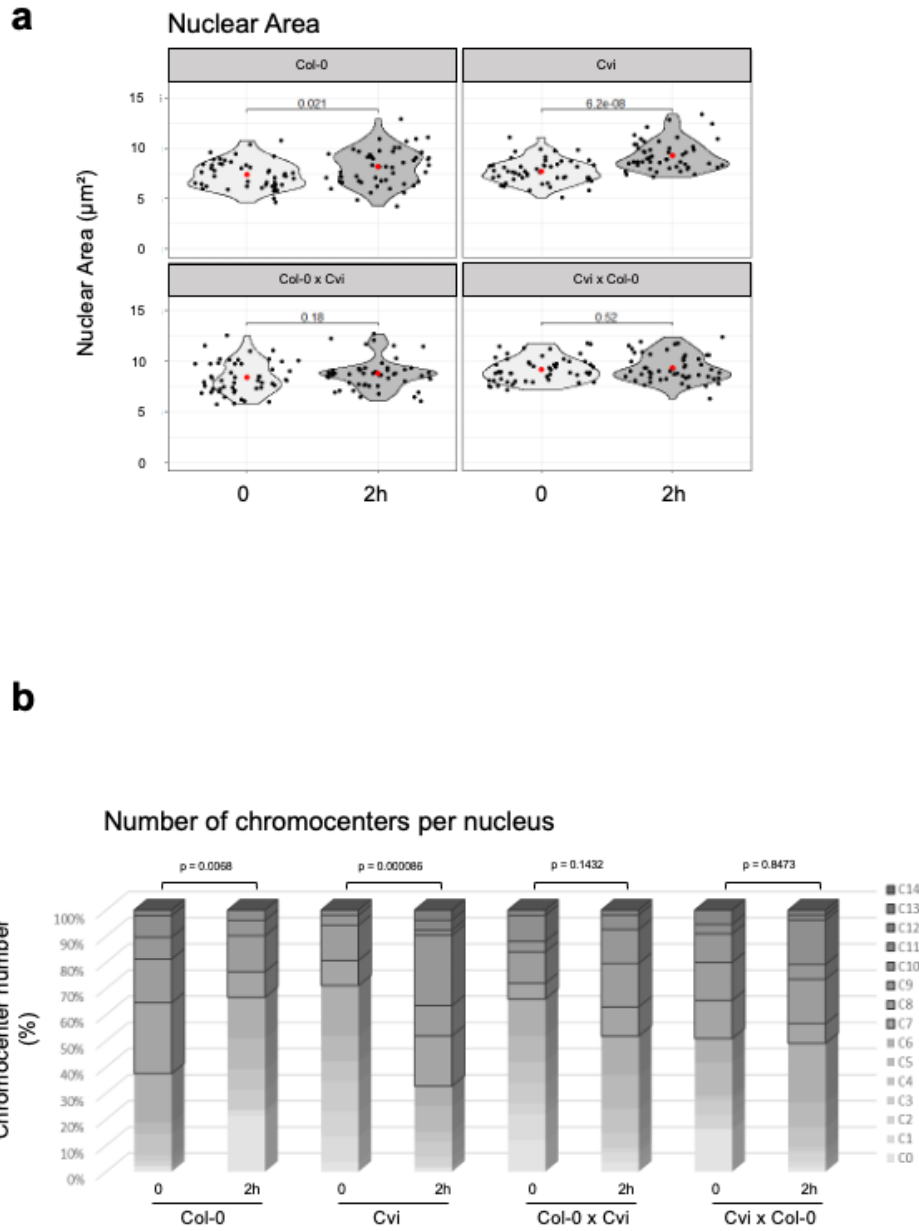 a
Nuclear Area
Col-0
Cvi
Nuclear Area (µm²)
15
10
5
0
0.021
6.2e-08
Col-0 x Cvi
Cvi x Col-0
15
10
5
0
0.18
0.52
0
2h
0
2h
b
Number of chromocenters per nucleus
p = 0.0068
p = 0.000086
p = 0.1432
p = 0.8473
Chromocenter number
(%)
100%
90%
80%
70%
60%
50%
40%
30%
20%
10%
0%
C14
C13
C12
C11
C10
C9
C8
C7
C6
C5
C4
C3
C2
C1
C0
0
2h
0
2h
0
2h
0
2h
Col-0
Cvi
Col-0 x Cvi
Cvi x Col-0